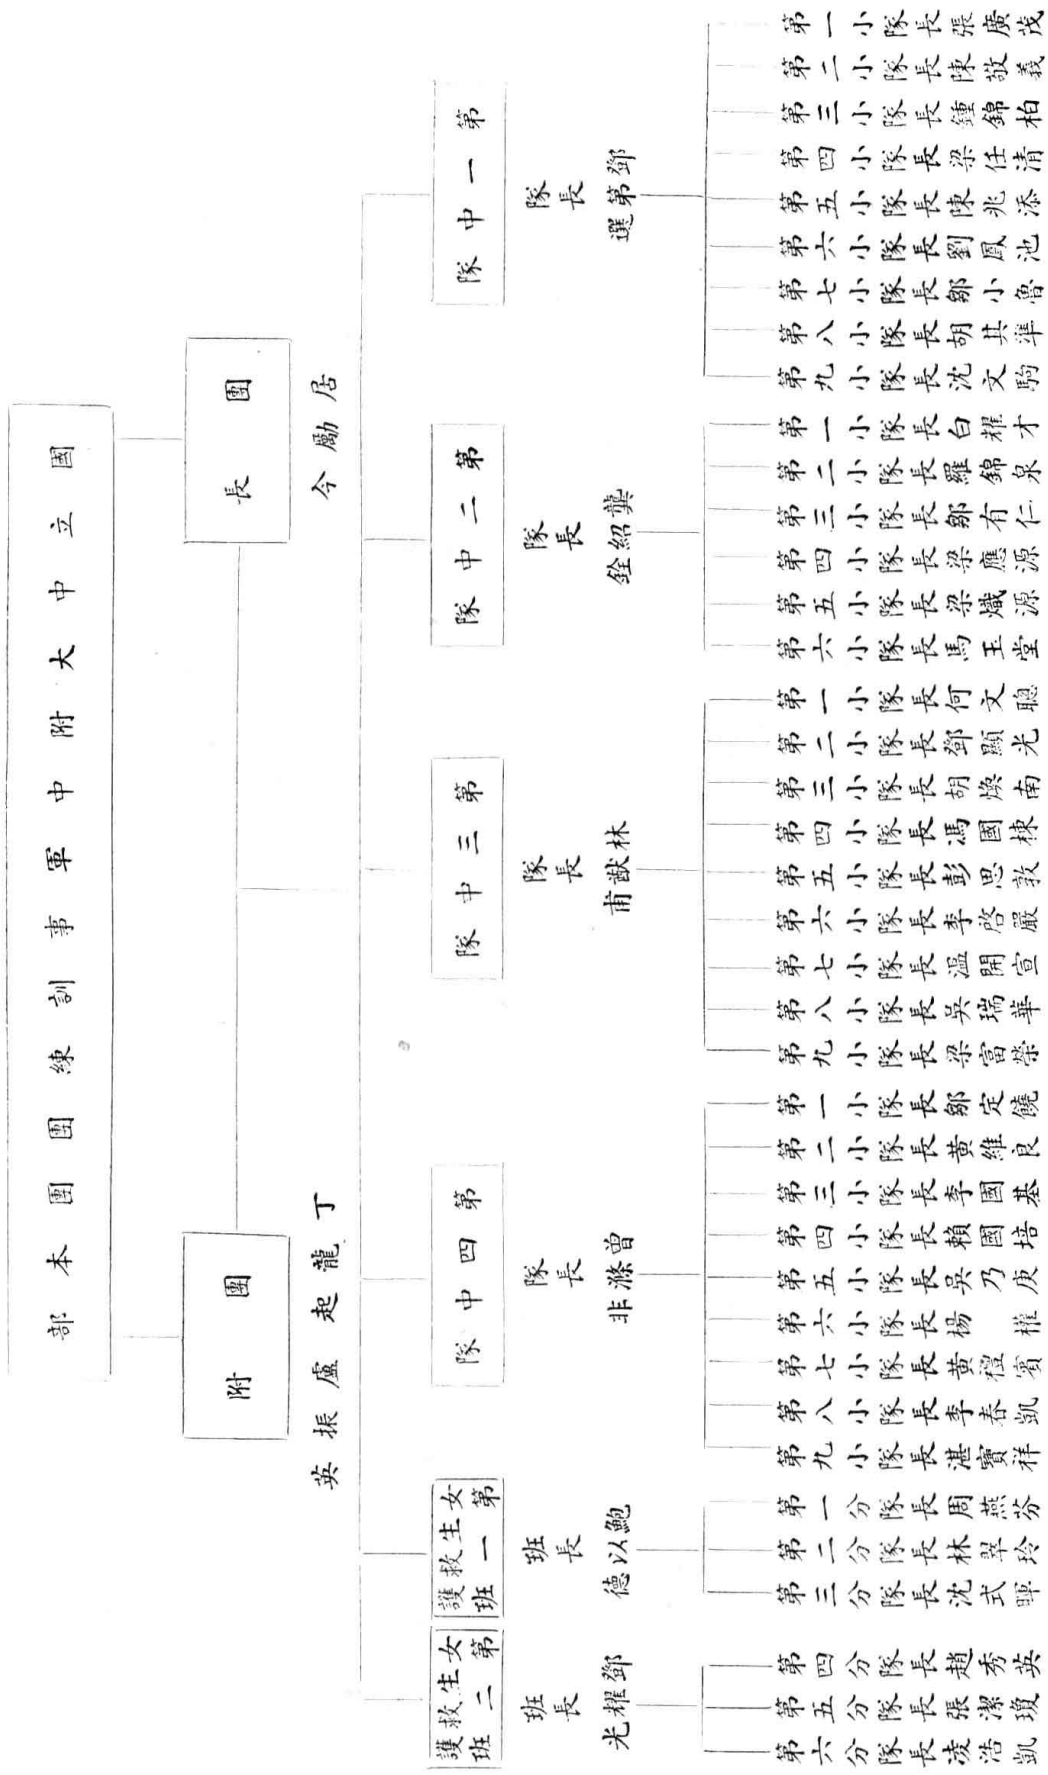 國立中大附中軍事訓練團團本部
團長
居勵今
團附
丁龍起
盧振英
第一中隊
隊長
鄧第選
第一小隊長張廣茂
第二小隊長陳敬義
第三小隊長鍾錦柏
第四小隊長梁任清
第五小隊長陳兆添
第六小隊長劉鳳池
第七小隊長鄒小魯
第八小隊長胡其準
第九小隊長沈文駒
第二中隊
隊長
龔紹銓
第一小隊長白耀才
第二小隊長羅錦泉
第三小隊長鄒有仁
第四小隊長梁應源
第五小隊長梁熾源
第六小隊長馬玉堂
第三中隊
隊長
林猷甫
第一小隊長何文聰
第二小隊長鄧顯光
第三小隊長胡煥南
第四小隊長馮國棟
第五小隊長彭思敦
第六小隊長李啓嚴
第七小隊長溫開宣
第八小隊長吳瑞華
第九小隊長梁富榮
第四中隊
隊長
曾滌非
第一小隊長鄒定饒
第二小隊長黃維良
第三小隊長李國基
第四小隊長賴國培
第五小隊長吳乃庚
第六小隊長楊權
第七小隊長黃禮賓
第八小隊長李春凱
第九小隊長湛寶祥
女生救護
第一班
班長
鮑以德
第一分隊長周燕芬
第二分隊長林翠玲
第三分隊長沈式暉
女生救護
第二班
班長
鄧耀光
第四分隊長趙秀英
第五分隊長張潔瓊
第六分隊長凌浩凱